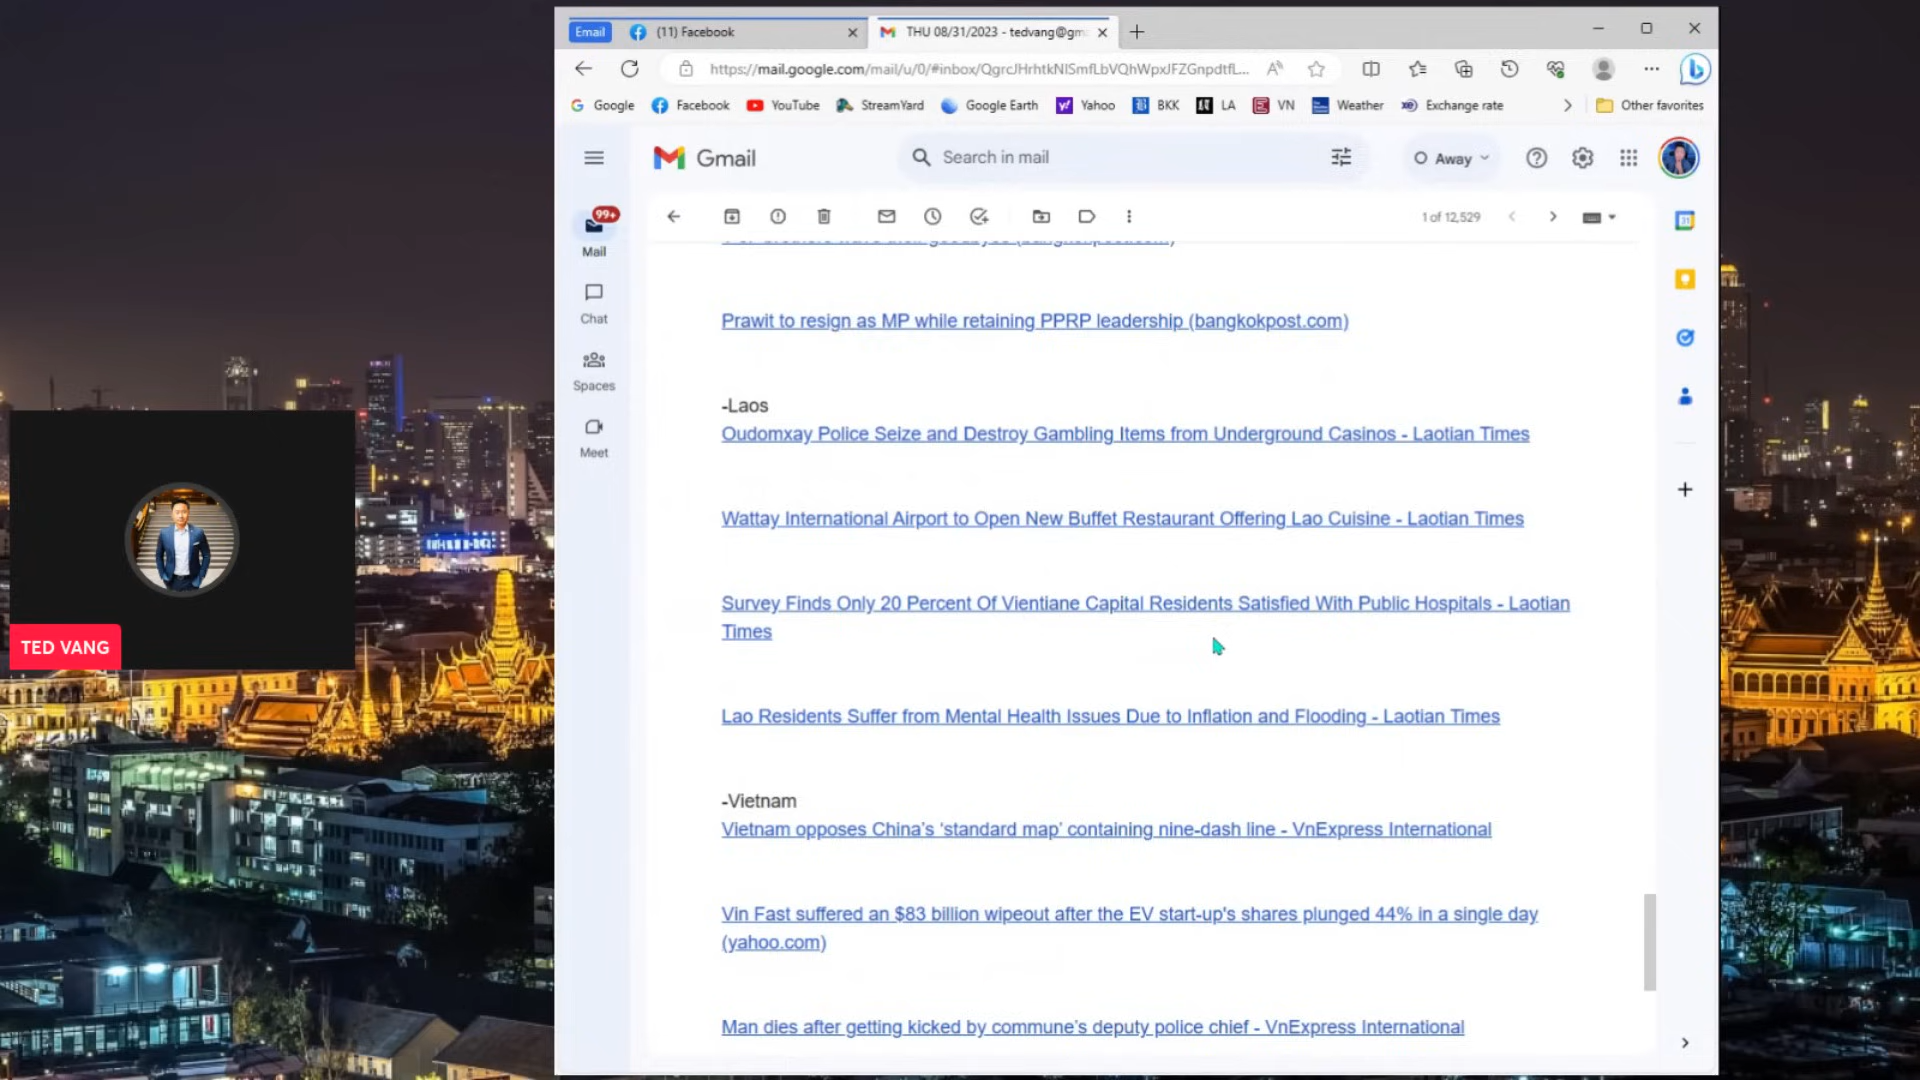 Email
(11) Facebook
THU 08/31/2023 - tedvang@gm
https://mail.google.com/mail/u/0/#inbox/QgrcJHrhtkNlSmfLbVQhWpxJFZGnpdtfL...
Google
Facebook
YouTube
StreamYard
Google Earth
Yahoo
BKK
LA
VN
Weather
Exchange rate
Other favorites
Gmail
Search in mail
Away
99+
Mail
Chat
Spaces
Meet
1 of 12,529
Prawit to resign as MP while retaining PPRP leadership (bangkokpost.com)
-Laos
Oudomxay Police Seize and Destroy Gambling Items from Underground Casinos - Laotian Times
Wattay International Airport to Open New Buffet Restaurant Offering Lao Cuisine - Laotian Times
Survey Finds Only 20 Percent Of Vientiane Capital Residents Satisfied With Public Hospitals - Laotian
Times
Lao Residents Suffer from Mental Health Issues Due to Inflation and Flooding - Laotian Times
-Vietnam
Vietnam opposes China's ‘standard map’ containing nine-dash line - VnExpress International
Vin Fast suffered an $83 billion wipeout after the EV start-up's shares plunged 44% in a single day
(yahoo.com)
Man dies after getting kicked by commune's deputy police chief - VnExpress International
TED VANG